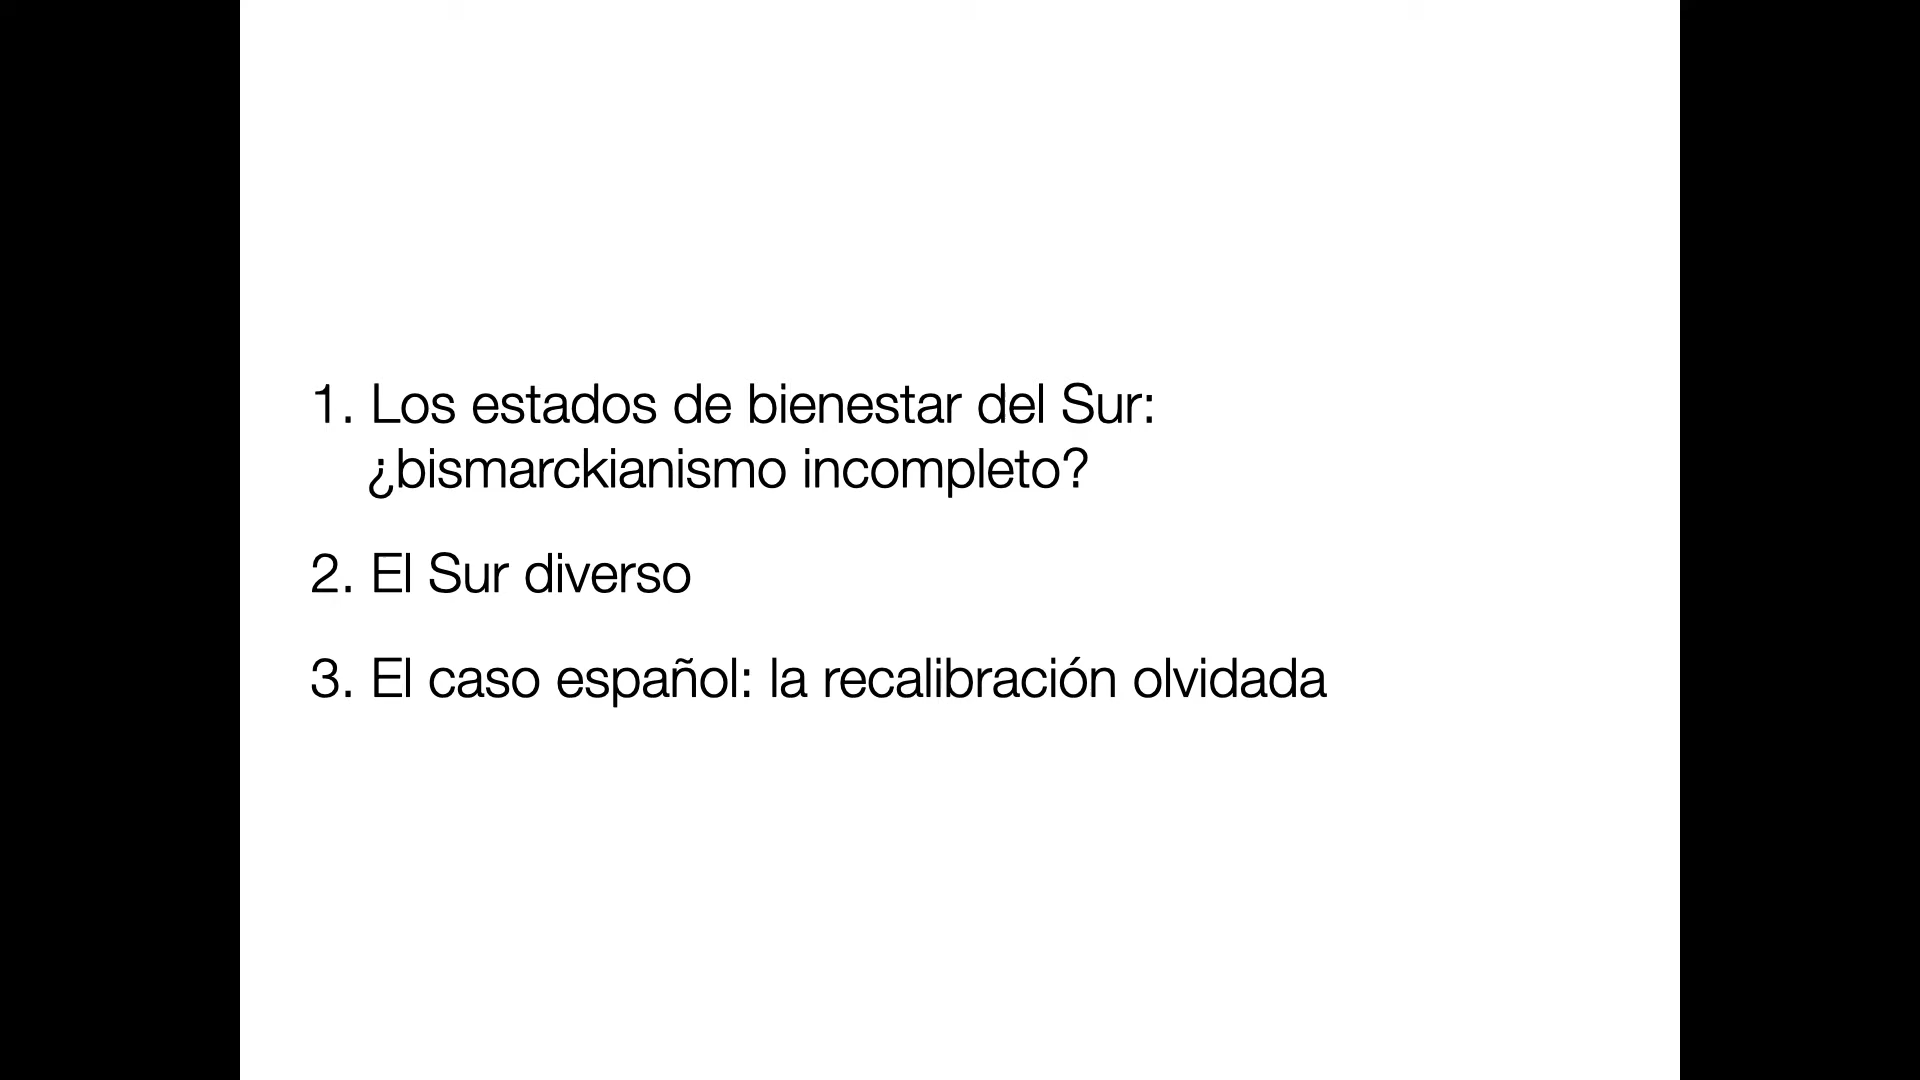 1. Los estados de bienestar del Sur:
¿bismarckianismo incompleto?
2. El Sur diverso
3. El caso español: la recalibración olvidada